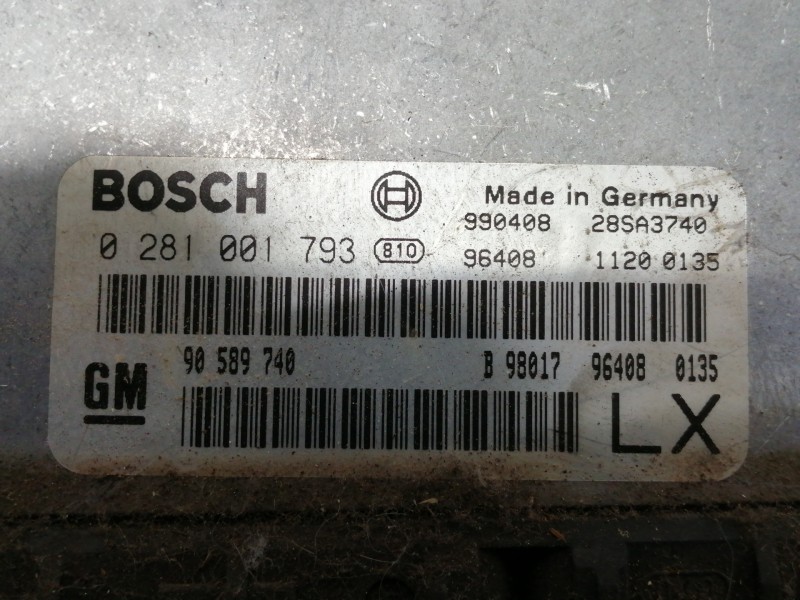 BOSCH H Made in Germany
990408 28SA3740
0 281 001 793 810 96408 1120 0135
90 589 740 B 98017 96408 0135
GM LX